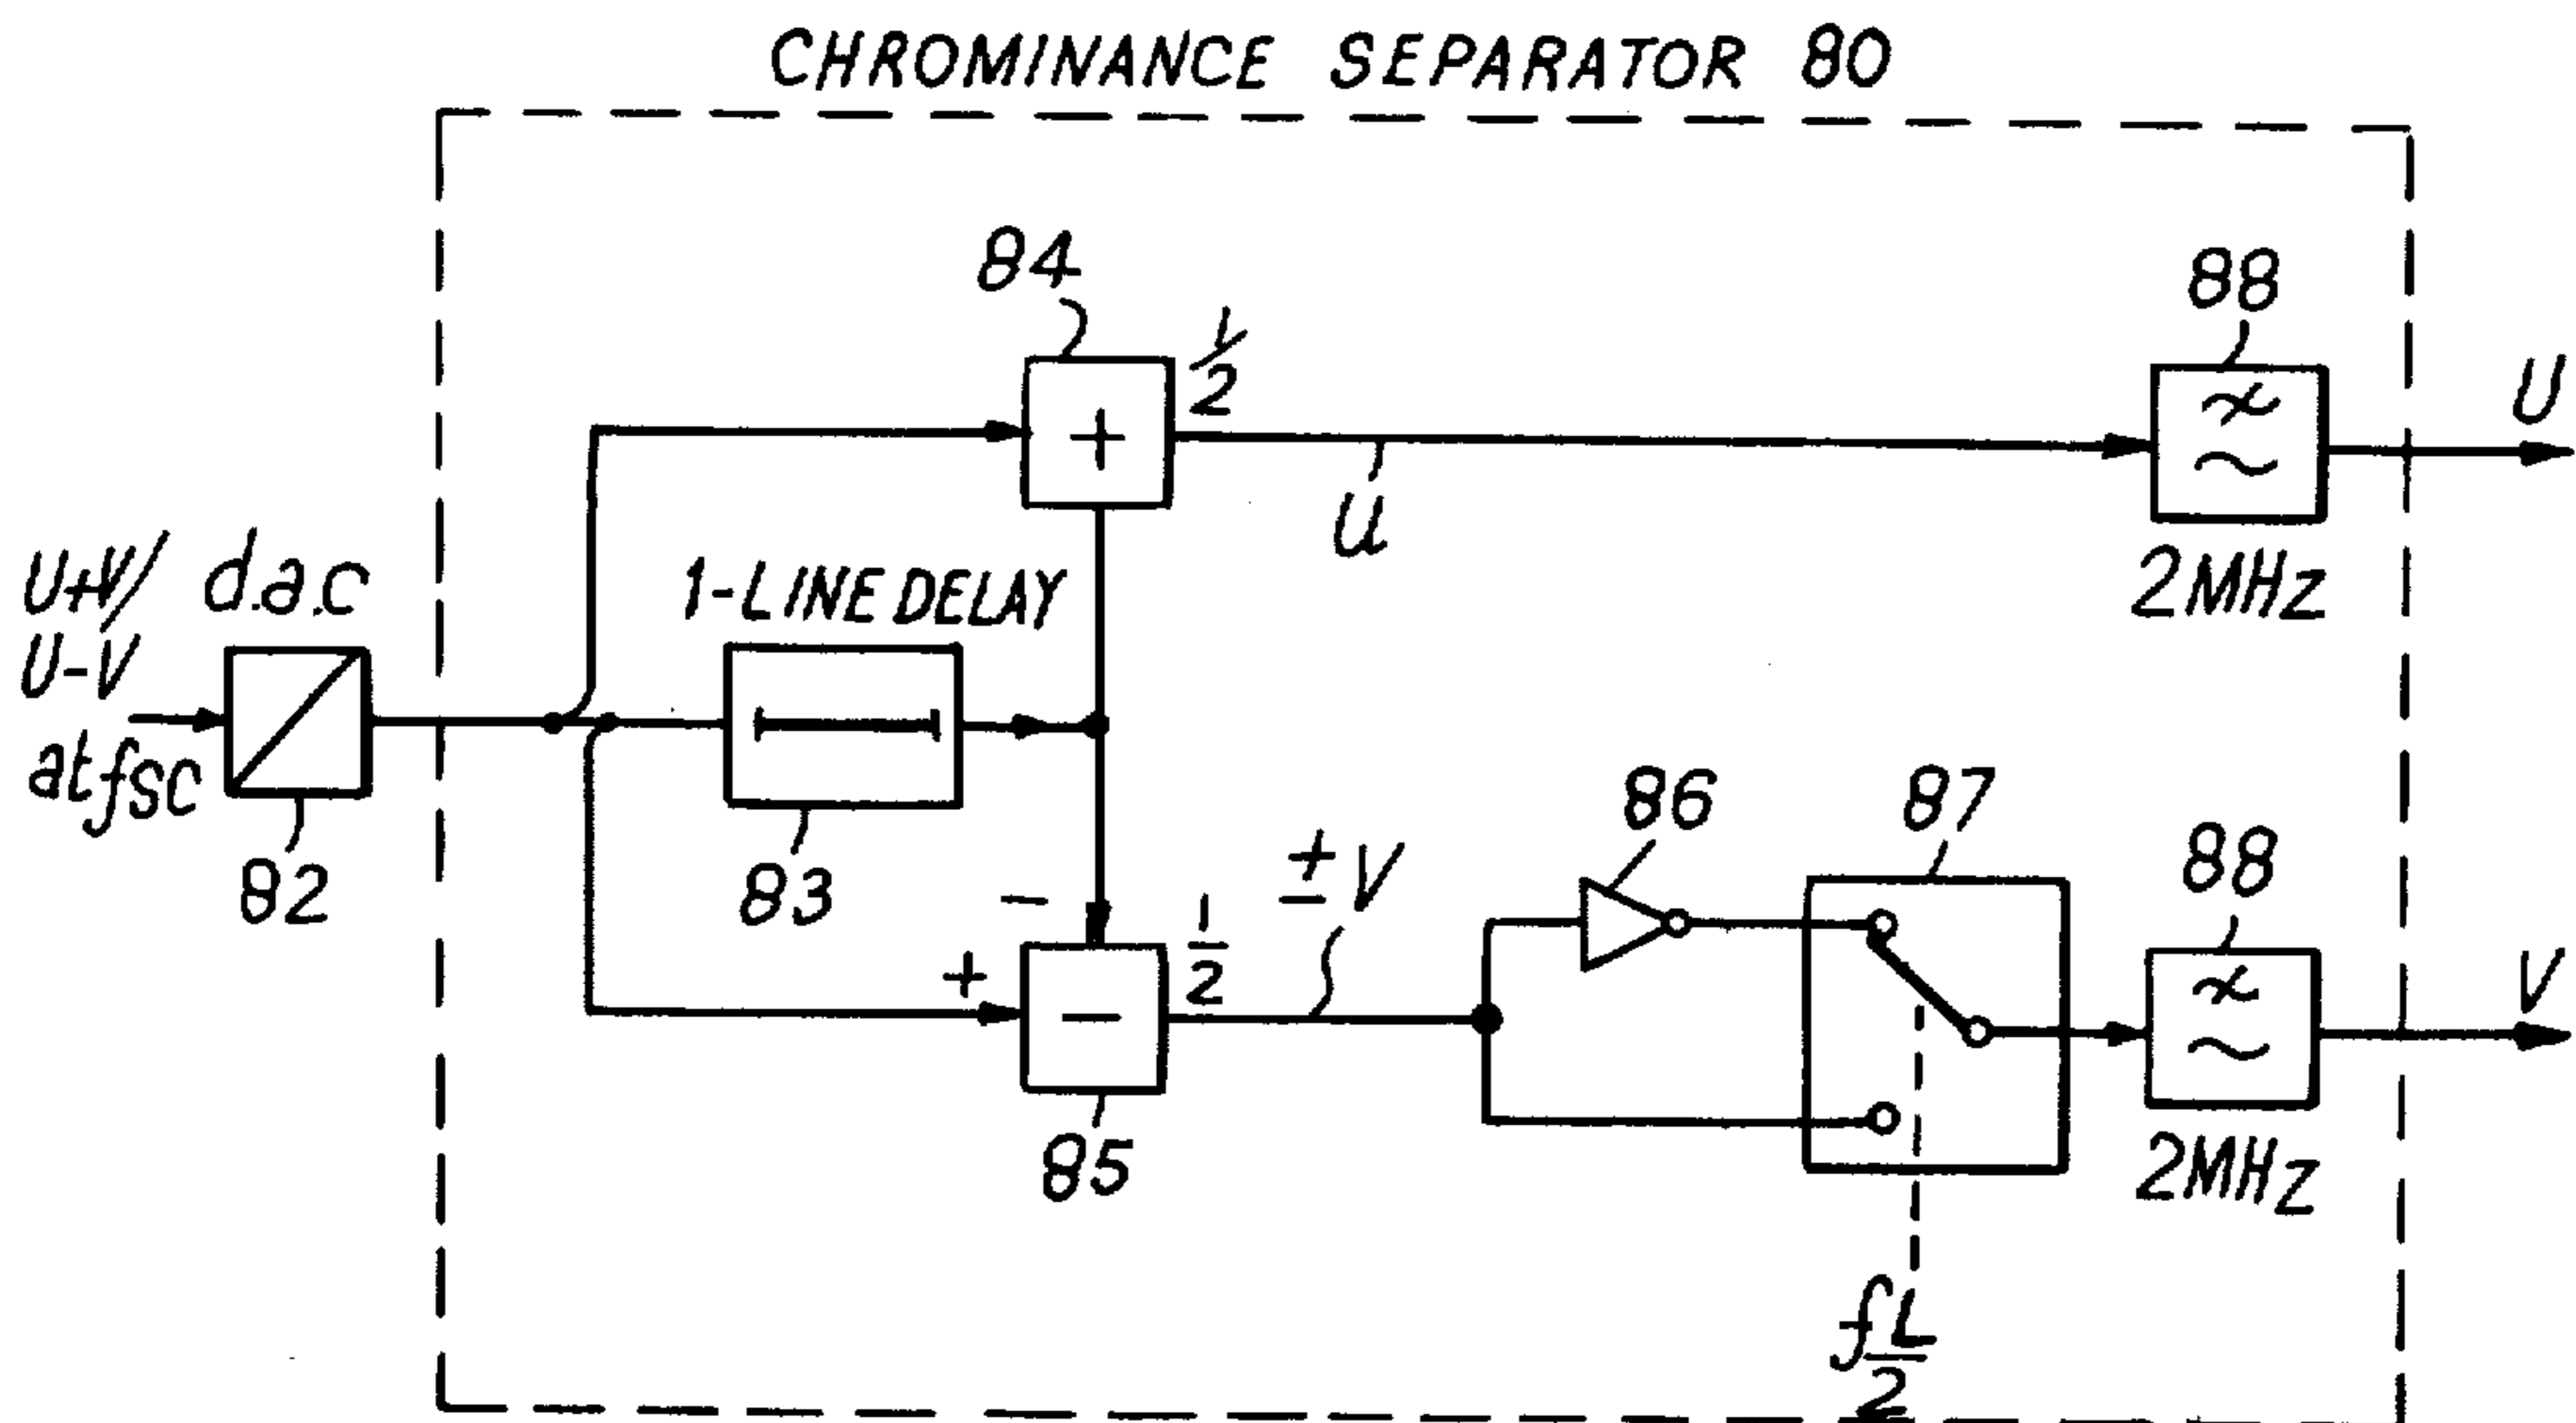 CHROMINANCE SEPARATOR 80
84
1/2
88
U
U
2MHz
U+V/
U-V
at fsc
d.a.c
82
1-LINE DELAY
83
-
+
1/2
85
± V
86
87
88
V
2MHz
fL/2